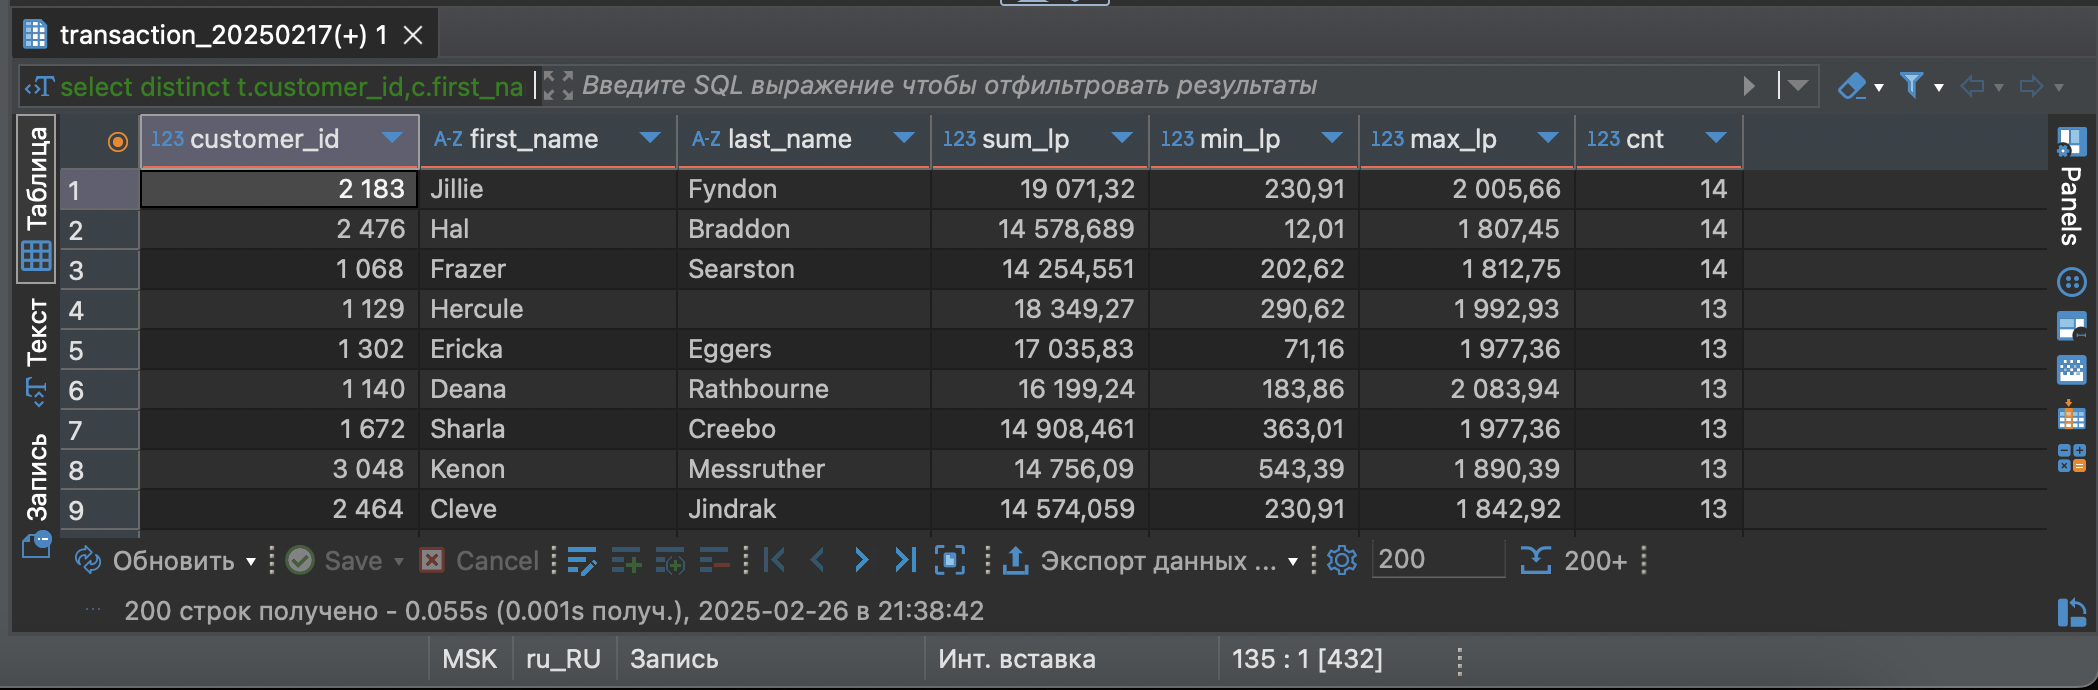 transaction_20250217(+) 1
select distinct t.customer_id,c.first_na Введите SQL выражение чтобы отфильтровать результаты
Таблица
Текст
Запись
123 customer_id A-Z first_name A-Z last_name 123 sum_lp 123 min_lp 123 max_lp 123 cnt
1 2 183 Jillie Fyndon 19 071,32 230,91 2 005,66 14
2 2 476 Hal Braddon 14 578,689 12,01 1 807,45 14
3 1 068 Frazer Searston 14 254,551 202,62 1 812,75 14
4 1 129 Hercule 18 349,27 290,62 1 992,93 13
5 1 302 Ericka Eggers 17 035,83 71,16 1 977,36 13
6 1 140 Deana Rathbourne 16 199,24 183,86 2 083,94 13
7 1 672 Sharla Creebo 14 908,461 363,01 1 977,36 13
8 3 048 Kenon Messruther 14 756,09 543,39 1 890,39 13
9 2 464 Cleve Jindrak 14 574,059 230,91 1 842,92 13
Panels
Обновить Save Cancel Экспорт данных ... 200 200+
200 строк получено - 0.055s (0.001s получ.), 2025-02-26 в 21:38:42
MSK ru_RU Запись Инт. вставка 135 : 1 [432]